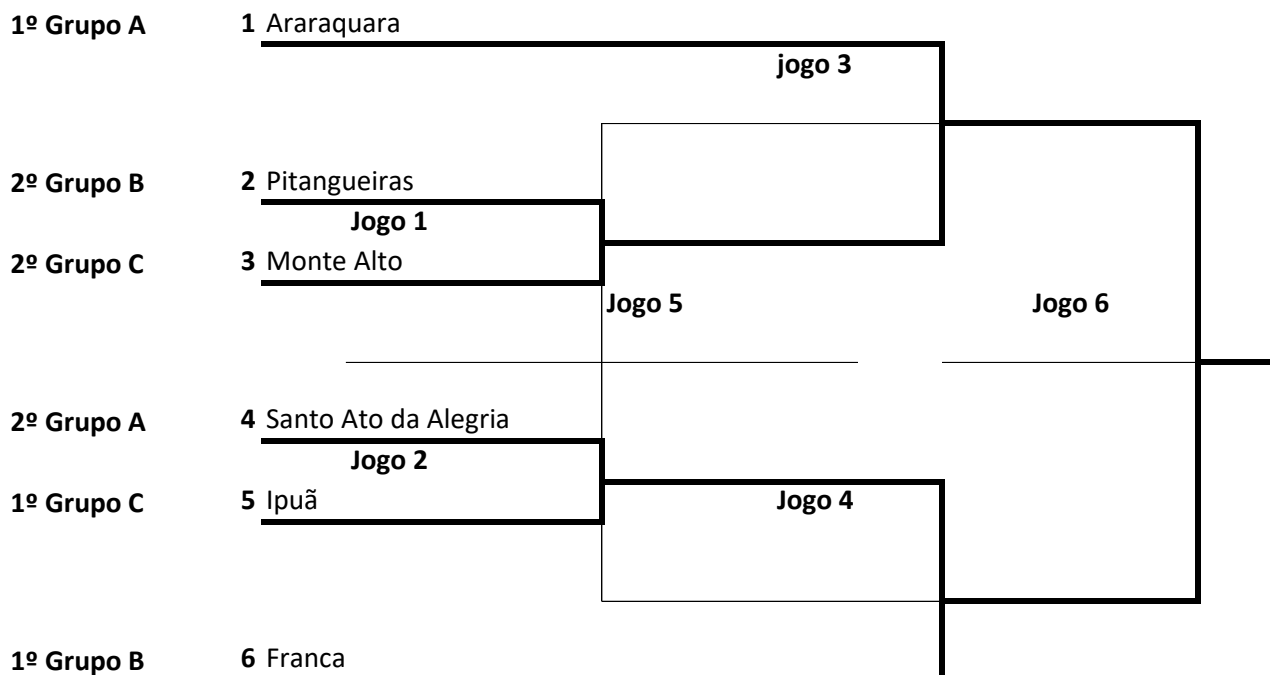 1º Grupo A 1 Araraquara
jogo 3
2º Grupo B 2 Pitangueiras
Jogo 1
2º Grupo C 3 Monte Alto
Jogo 5 Jogo 6
2º Grupo A 4 Santo Ato da Alegria
Jogo 2
1º Grupo C 5 Ipuã Jogo 4
1º Grupo B 6 Franca